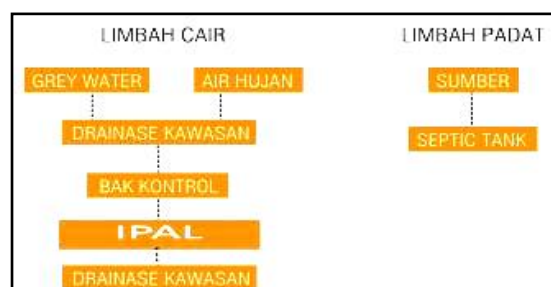 LIMBAH CAIR
LIMBAH PADAT
GREY WATER
AIR HUJAN
SUMBER
DRAINASE KAWASAN
SEPTIC TANK
BAK KONTROL
IPAL
DRAINASE KAWASAN